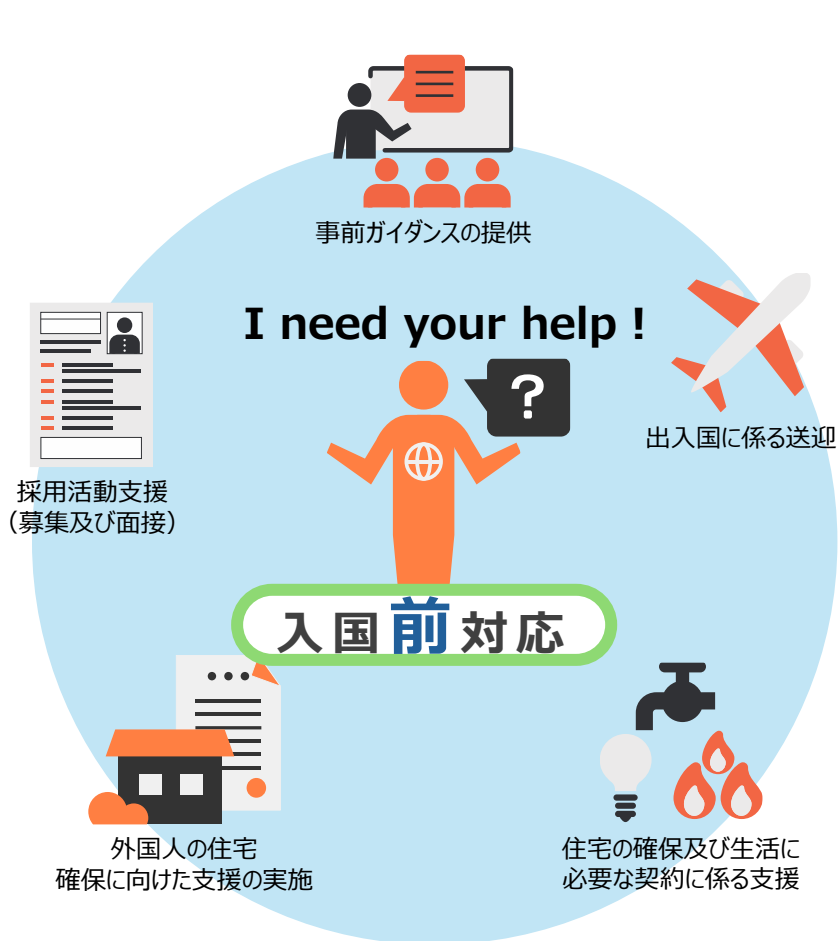 事前ガイダンスの提供
I need your help !
?
出入国に係る送迎
採用活動支援
（募集及び面接）
入国前対応
外国人の住宅
確保に向けた支援の実施
住宅の確保及び生活に
必要な契約に係る支援